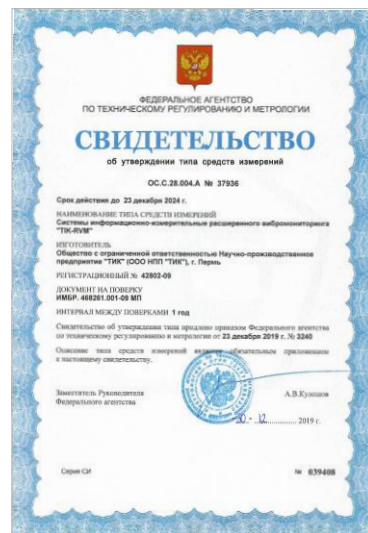 ФЕДЕРАЛЬНОЕ АГЕНТСТВО
ПО ТЕХНИЧЕСКОМУ РЕГУЛИРОВАНИЮ И МЕТРОЛОГИИ
СВИДЕТЕЛЬСТВО
об утверждении типа средств измерений
ОС.С.28.004.А № 37936
Срок действия до 23 декабря 2024 г.
НАИМЕНОВАНИЕ ТИПА СРЕДСТВ ИЗМЕРЕНИЙ
Системы информационно-измерительные расширенного вибромониторинга
"TIK-RVM"
ИЗГОТОВИТЕЛЬ
Общество с ограниченной ответственностью Научно-производственное
предприятие "ТИК" (ООО НПП "ТИК"), г. Пермь
РЕГИСТРАЦИОННЫЙ № 42802-09
ДОКУМЕНТ НА ПОВЕРКУ
ИМБР. 468261.001-09 МП
ИНТЕРВАЛ МЕЖДУ ПОВЕРКАМИ 1 год
Свидетельство об утверждении типа продлено приказом Федерального агентства
по техническому регулированию и метрологии от 23 декабря 2019 г. № 3240
Описание типа средств измерений является обязательным приложением
к настоящему свидетельству.
Заместитель Руководителя
Федерального агентства
А.В.Кулешов
30. 12. 2019 г.
Серия СИ
№ 039408